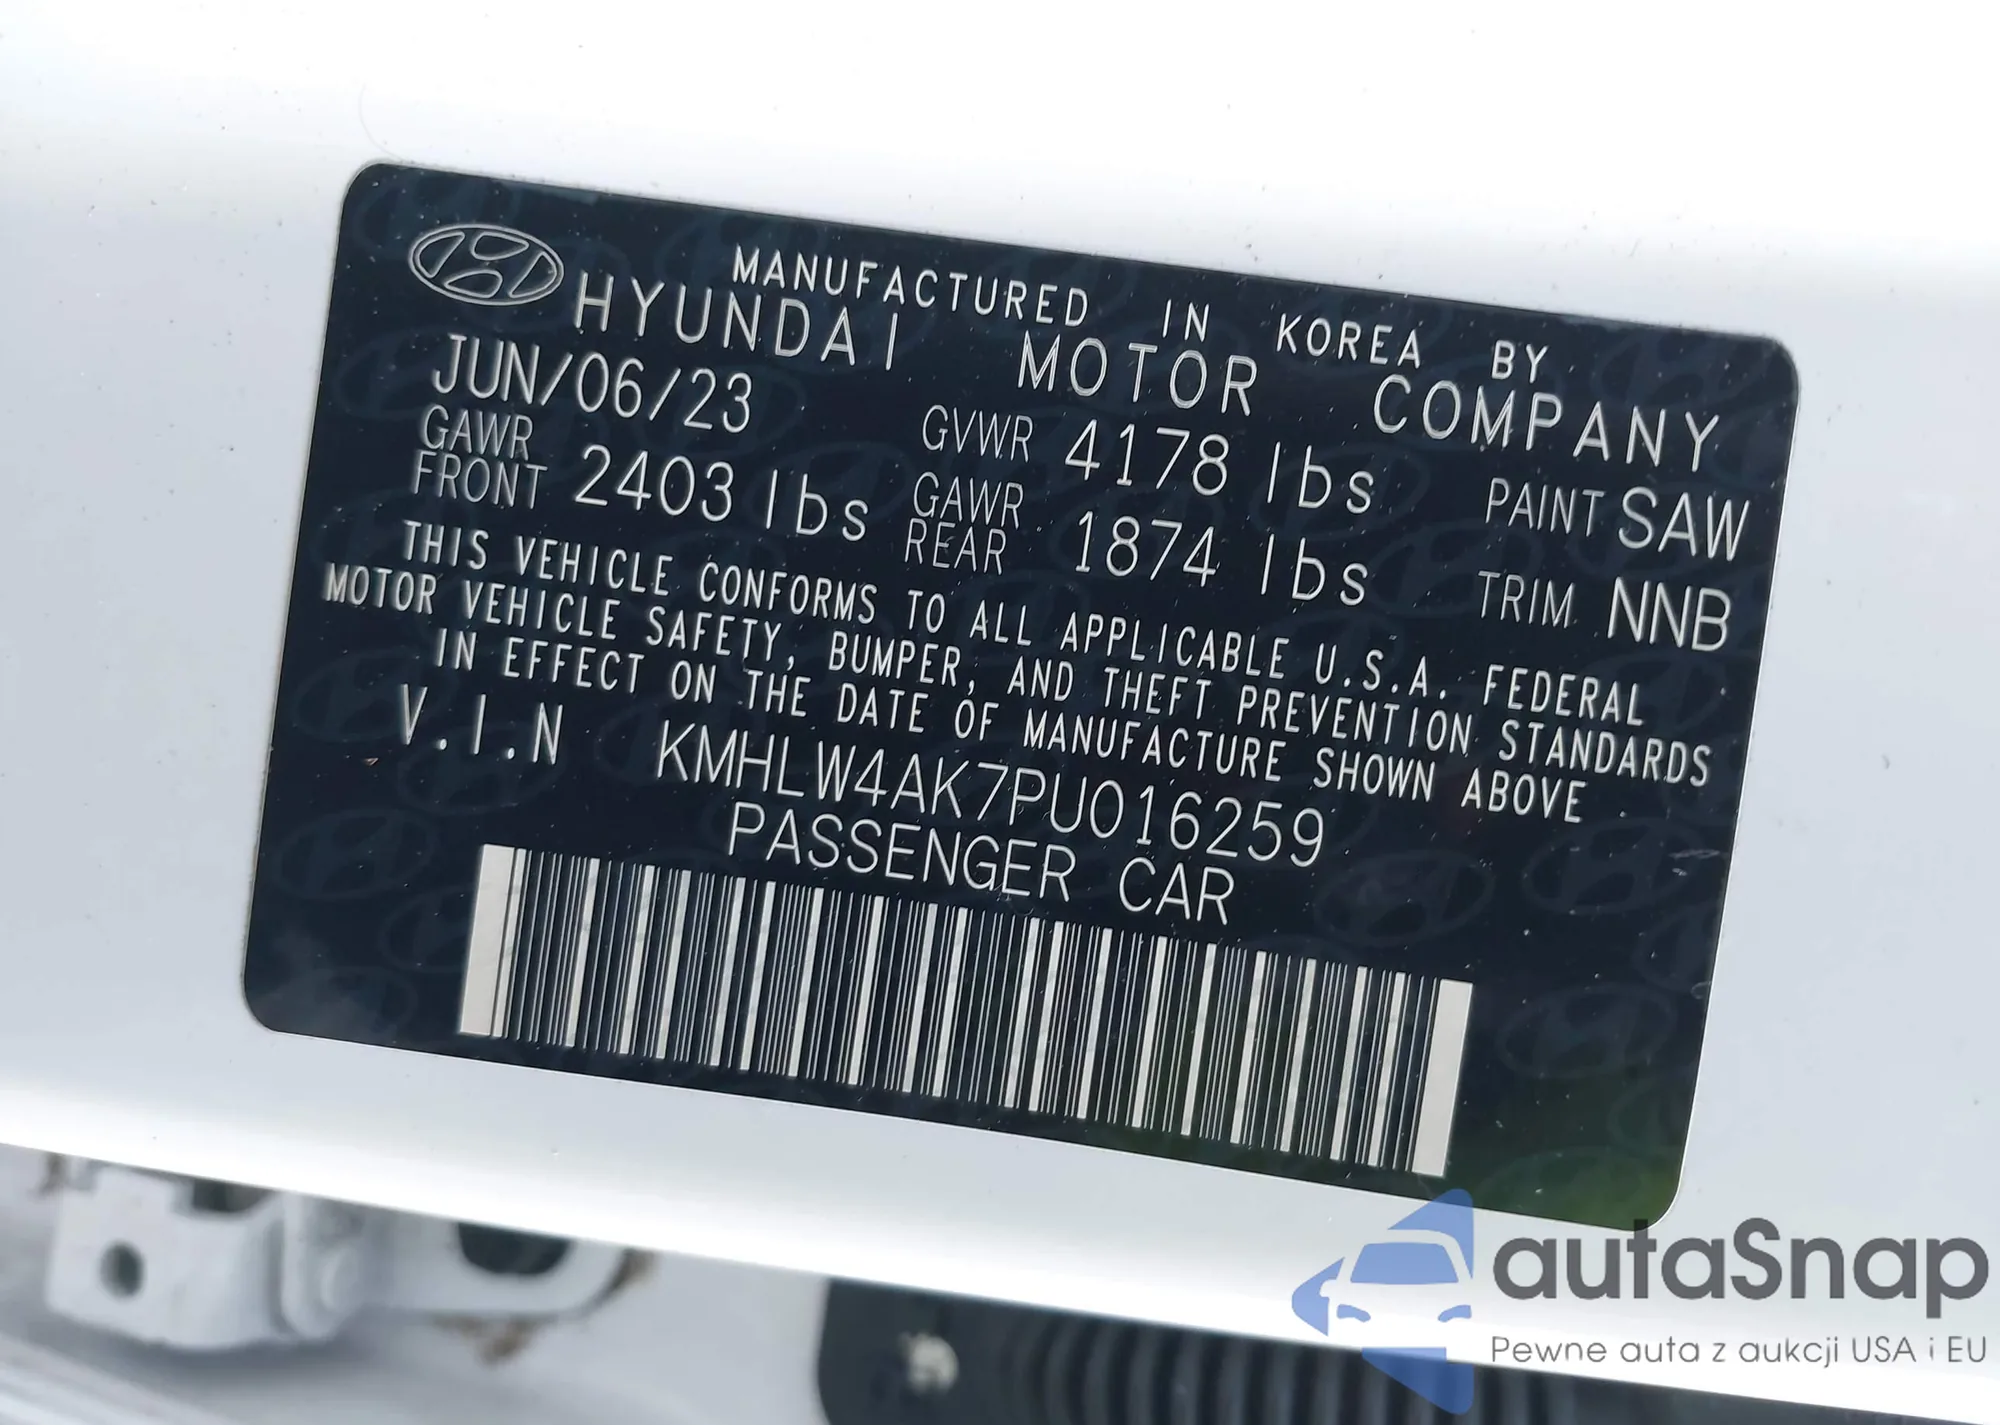 MANUFACTURED IN KOREA BY
HYUNDAI MOTOR COMPANY
JUN/06/23 GVWR 4178 lbs PAINT SAW
GAWR FRONT 2403 lbs GAWR REAR 1874 lbs TRIM NNB
THIS VEHICLE CONFORMS TO ALL APPLICABLE U.S.A. FEDERAL
MOTOR VEHICLE SAFETY, BUMPER, AND THEFT PREVENTION STANDARDS
IN EFFECT ON THE DATE OF MANUFACTURE SHOWN ABOVE.
V.I.N KMHLW4AK7PU016259
PASSENGER CAR
autaSnap
Pewne auta z aukcji USA i EU